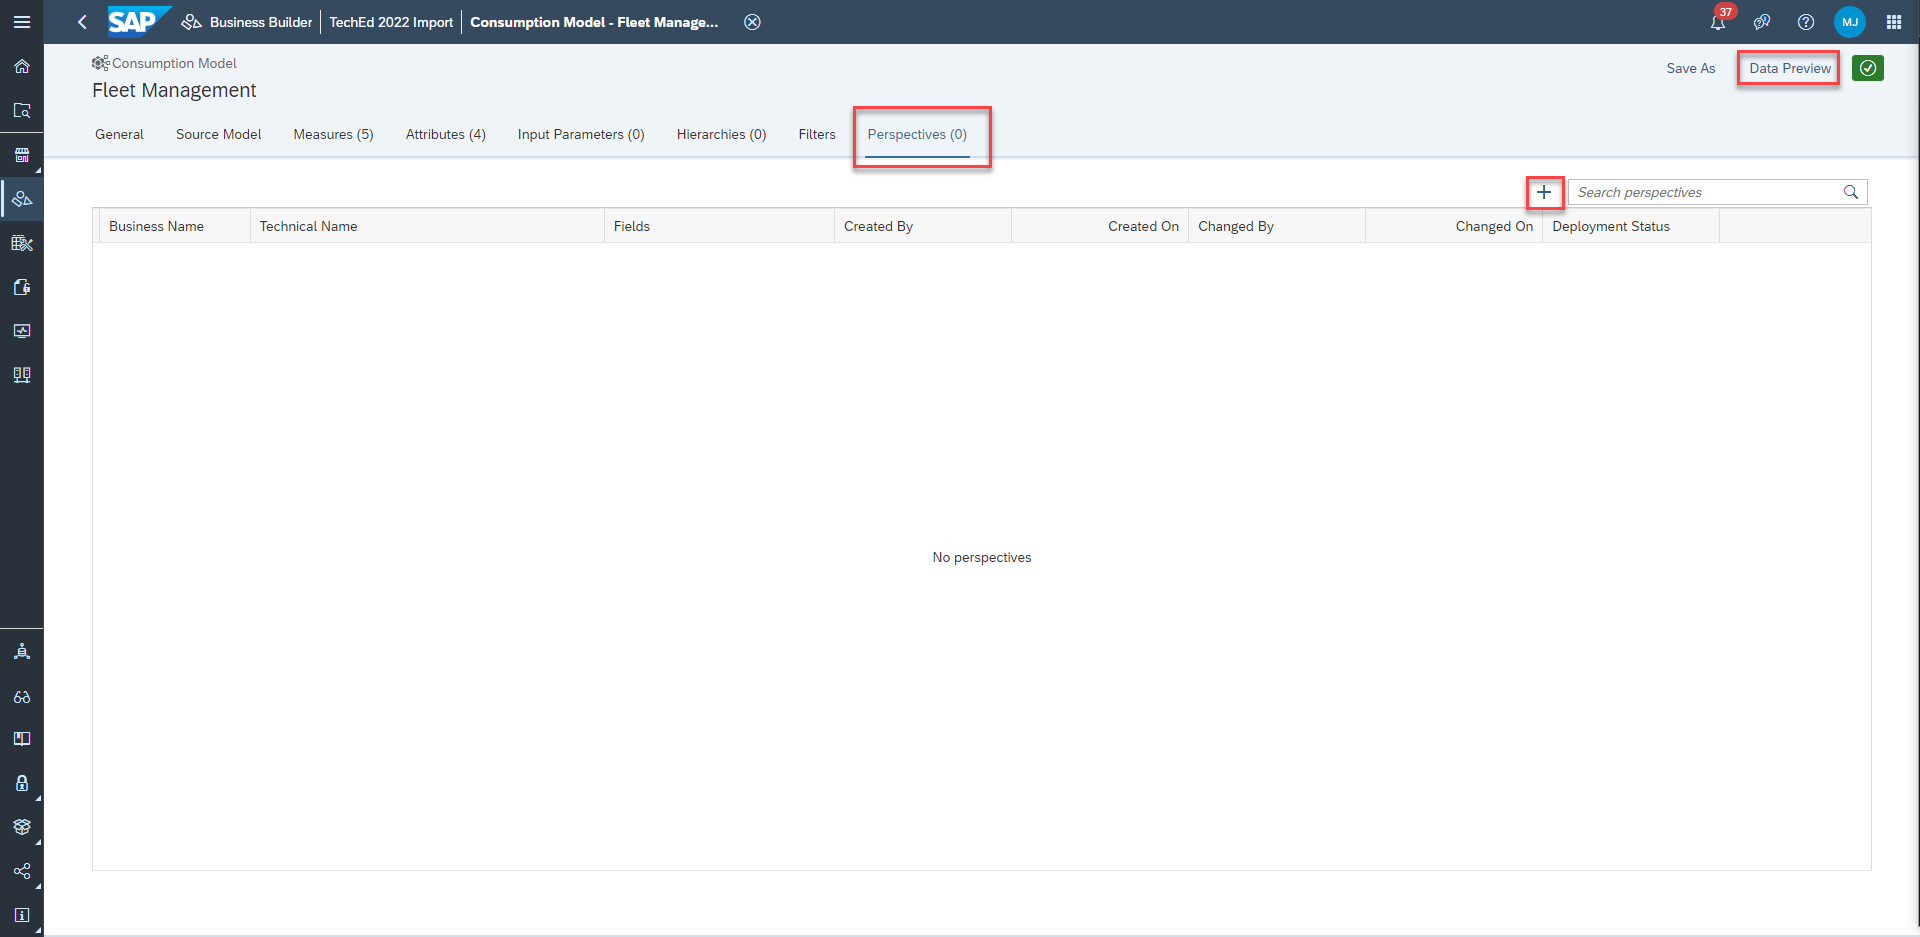 SAP Business Builder TechEd 2022 Import Consumption Model - Fleet Manage... 37 MJ
Consumption Model
Fleet Management
Save As Data Preview
General Source Model Measures (5) Attributes (4) Input Parameters (0) Hierarchies (0) Filters Perspectives (0)
Search perspectives
Business Name Technical Name Fields Created By Created On Changed By Changed On Deployment Status
No perspectives